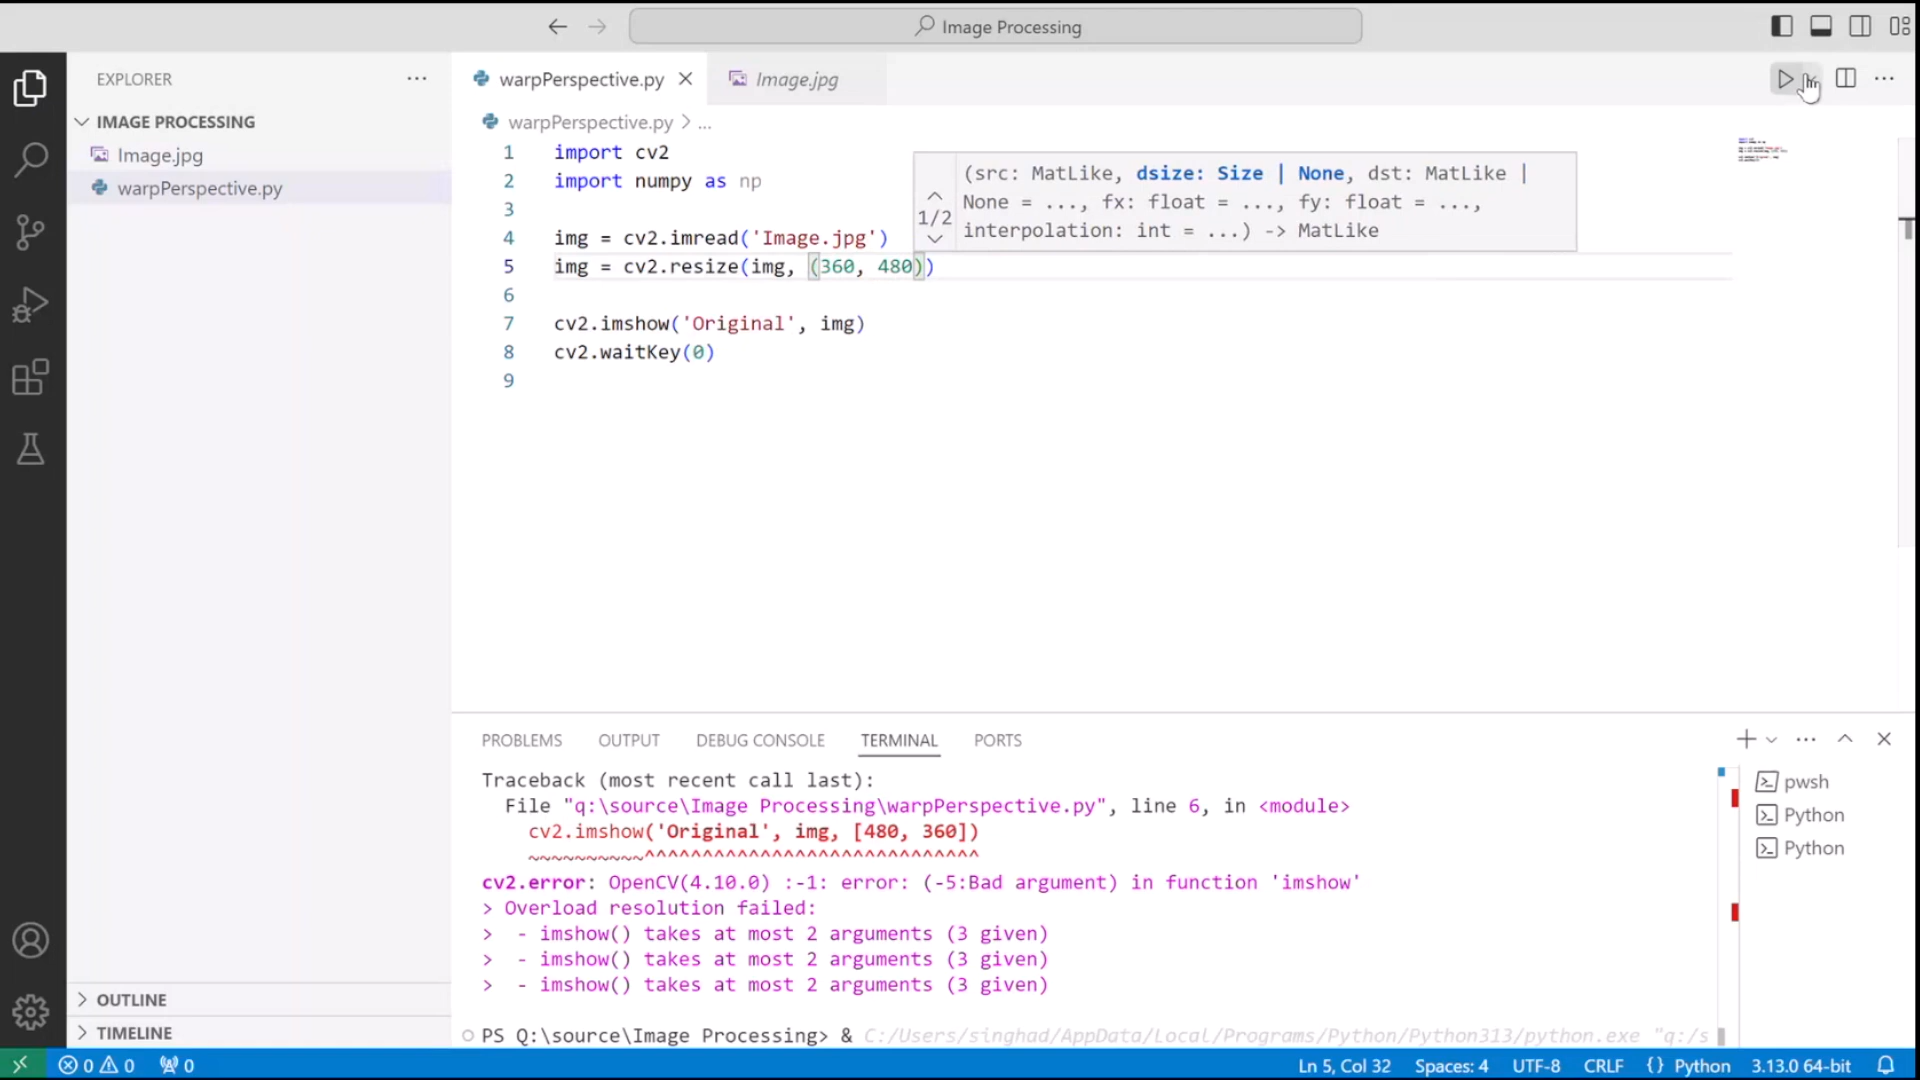 Image Processing
EXPLORER
IMAGE PROCESSING
Image.jpg
warpPerspective.py
OUTLINE
TIMELINE
warpPerspective.py
Image.jpg
warpPerspective.py > ...
1 import cv2
2 import numpy as np
3
4 img = cv2.imread('Image.jpg')
5 img = cv2.resize(img, (360, 480))
6
7 cv2.imshow('Original', img)
8 cv2.waitKey(0)
9
1/2
(src: MatLike, dsize: Size | None, dst: MatLike |
None = ..., fx: float = ..., fy: float = ...,
interpolation: int = ...) -> MatLike
PROBLEMS OUTPUT DEBUG CONSOLE TERMINAL PORTS
Traceback (most recent call last):
File "q:\source\Image Processing\warpPerspective.py", line 6, in <module>
cv2.imshow('Original', img, [480, 360])
~~~~~~~~~~^^^^^^^^^^^^^^^^^^^^^^^^^^^^^
cv2.error: OpenCV(4.10.0) :-1: error: (-5:Bad argument) in function 'imshow'
> Overload resolution failed:
> - imshow() takes at most 2 arguments (3 given)
> - imshow() takes at most 2 arguments (3 given)
> - imshow() takes at most 2 arguments (3 given)
PS Q:\source\Image Processing> & C:/Users/singhad/AppData/Local/Programs/Python/Python313/python.exe "q:/s
pwsh
Python
Python
0 0 0
Ln 5, Col 32 Spaces: 4 UTF-8 CRLF {} Python 3.13.0 64-bit